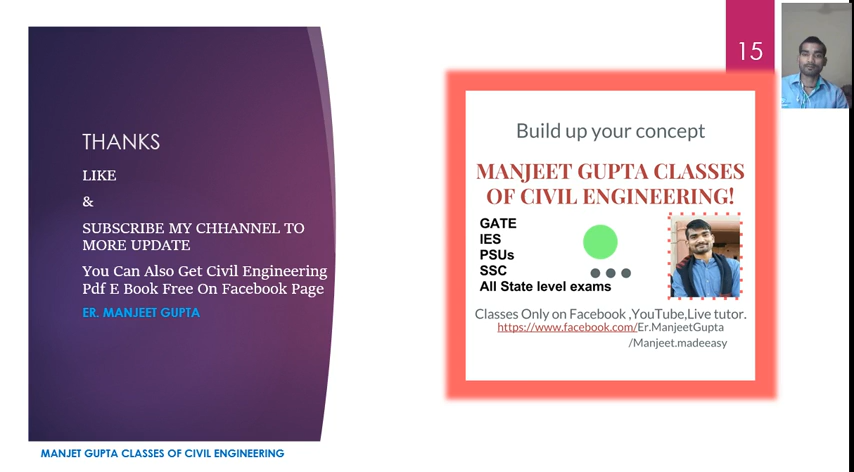 THANKS
LIKE
&
SUBSCRIBE MY CHHANNEL TO
MORE UPDATE
You Can Also Get Civil Engineering
Pdf E Book Free On Facebook Page
ER. MANJEET GUPTA
MANJET GUPTA CLASSES OF CIVIL ENGINEERING
15
Build up your concept
MANJEET GUPTA CLASSES
OF CIVIL ENGINEERING!
GATE
IES
PSUs
SSC
All State level exams
Classes Only on Facebook ,YouTube,Live tutor.
https://www.facebook.com/Er.ManjeetGupta
/Manjeet.madeeasy